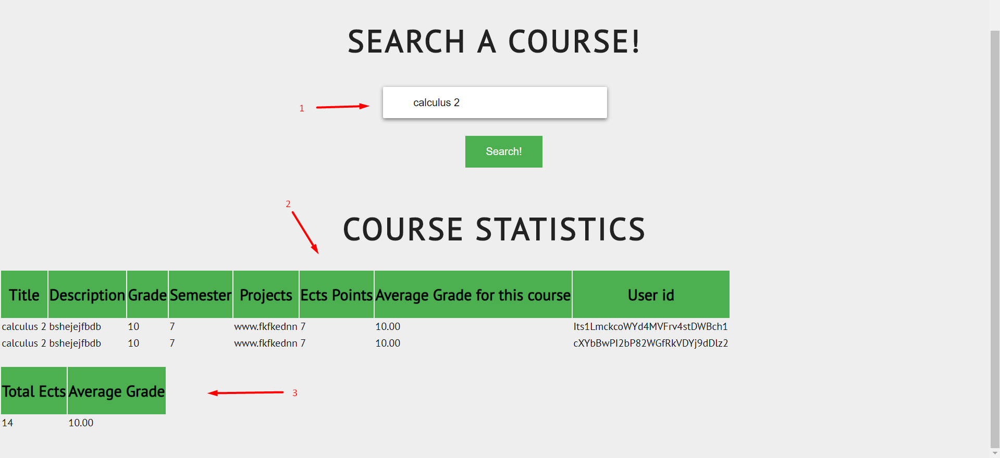 SEARCH A COURSE!
1
calculus 2
Search!
2
COURSE STATISTICS
Title Description Grade Semester Projects Ects Points Average Grade for this course User id
calculus 2 bshejejfbdb 10 7 www.fkfkednn 7 10.00 Its1LmckcoWYd4MVFrv4stDWBch1
calculus 2 bshejejfbdb 10 7 www.fkfkednn 7 10.00 cXYbBwPI2bP82WGfRkVDYj9dDlz2
Total Ects Average Grade
3
14 10.00